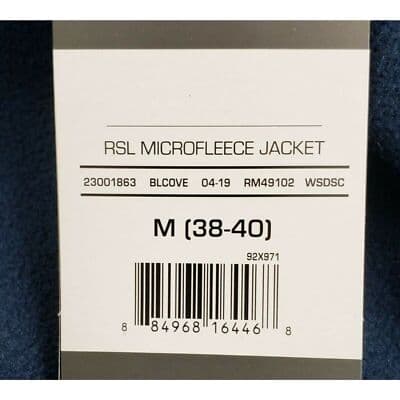 RSL MICROFLEECE JACKET
23001863 BLCOVE 04-19 RM49102 WSDSC
M (38-40)
92X971
8 84968 16446 8